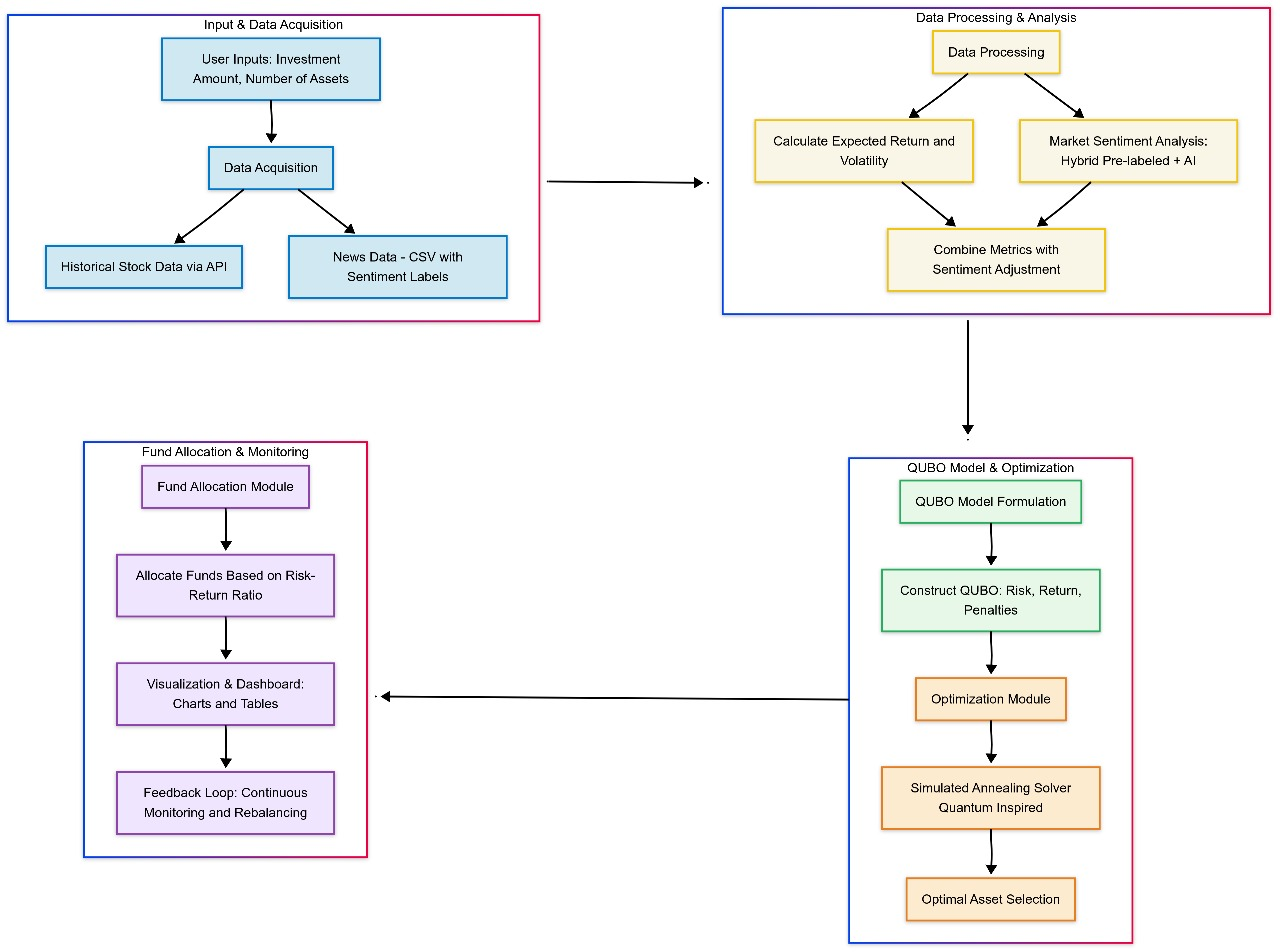 Input & Data Acquisition
User Inputs: Investment
Amount, Number of Assets
Data Acquisition
Historical Stock Data via API
News Data - CSV with
Sentiment Labels
Data Processing & Analysis
Data Processing
Calculate Expected Return and
Volatility
Market Sentiment Analysis:
Hybrid Pre-labeled + AI
Combine Metrics with
Sentiment Adjustment
QUBO Model & Optimization
QUBO Model Formulation
Construct QUBO: Risk, Return,
Penalties
Optimization Module
Simulated Annealing Solver
Quantum Inspired
Optimal Asset Selection
Fund Allocation & Monitoring
Fund Allocation Module
Allocate Funds Based on Risk-
Return Ratio
Visualization & Dashboard:
Charts and Tables
Feedback Loop: Continuous
Monitoring and Rebalancing